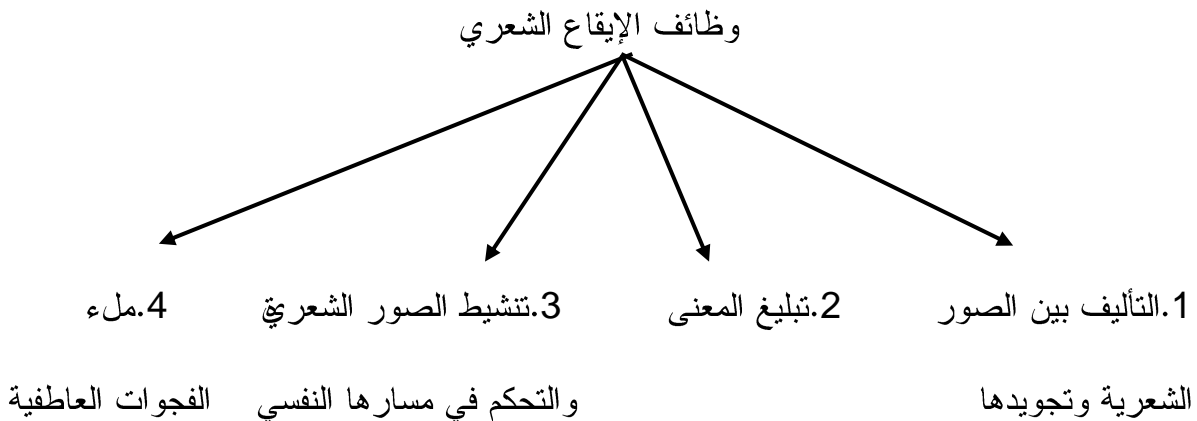 وظائف الإيقاع الشعري
1.التأليف بين الصور
الشعرية وتجويدها
2.تبليغ المعنى
3.تنشيط الصور الشعرية
والتحكم في مسارها النفسي
4.ملء
الفجوات العاطفية